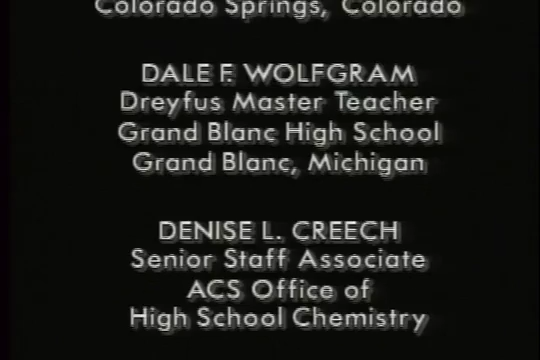 Colorado Springs, Colorado
DALE F. WOLFGRAM
Dreyfus Master Teacher
Grand Blanc High School
Grand Blanc, Michigan
DENISE L. CREECH
Senior Staff Associate
ACS Office of
High School Chemistry